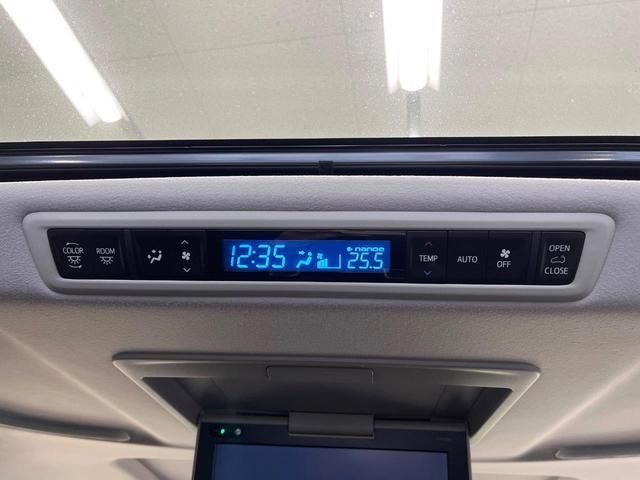 COLOR
ROOM
12:35
nanoe
25.5
TEMP
AUTO
OFF
OPEN
CLOSE